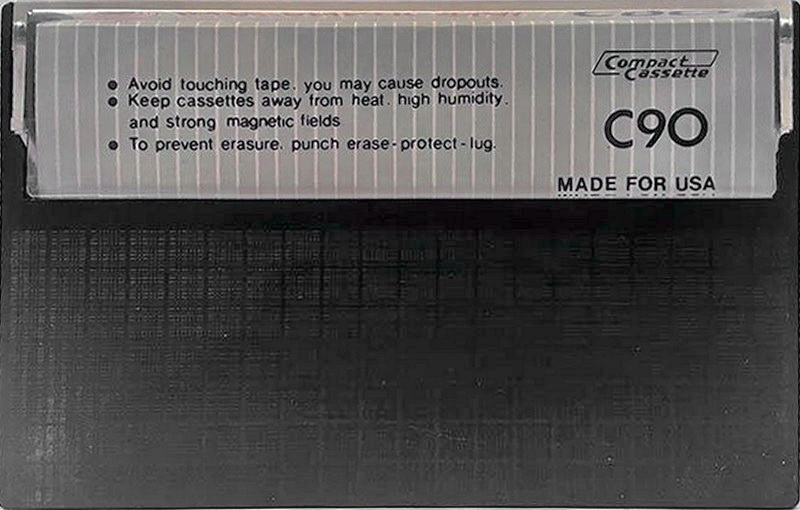 Compact
Cassette
• Avoid touching tape. you may cause dropouts.
• Keep cassettes away from heat. high humidity.
and strong magnetic fields
• To prevent erasure. punch erase-protect-lug.
C90
MADE FOR USA